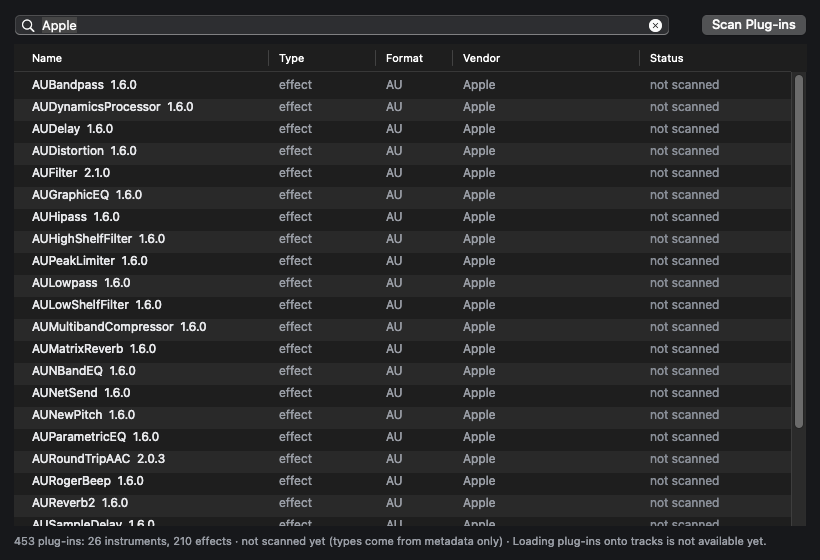 Apple
Scan Plug-ins
Name Type Format Vendor Status
AUBandpass 1.6.0 effect AU Apple not scanned
AUDynamicsProcessor 1.6.0 effect AU Apple not scanned
AUDelay 1.6.0 effect AU Apple not scanned
AUDistortion 1.6.0 effect AU Apple not scanned
AUFilter 2.1.0 effect AU Apple not scanned
AUGraphicEQ 1.6.0 effect AU Apple not scanned
AUHipass 1.6.0 effect AU Apple not scanned
AUHighShelfFilter 1.6.0 effect AU Apple not scanned
AUPeakLimiter 1.6.0 effect AU Apple not scanned
AULowpass 1.6.0 effect AU Apple not scanned
AULowShelfFilter 1.6.0 effect AU Apple not scanned
AUMultibandCompressor 1.6.0 effect AU Apple not scanned
AUMatrixReverb 1.6.0 effect AU Apple not scanned
AUNBandEQ 1.6.0 effect AU Apple not scanned
AUNetSend 1.6.0 effect AU Apple not scanned
AUNewPitch 1.6.0 effect AU Apple not scanned
AUParametricEQ 1.6.0 effect AU Apple not scanned
AURoundTripAAC 2.0.3 effect AU Apple not scanned
AURogerBeep 1.6.0 effect AU Apple not scanned
AUReverb2 1.6.0 effect AU Apple not scanned
AUSampleDelay 1.6.0 effect AU Apple not scanned
453 plug-ins: 26 instruments, 210 effects · not scanned yet (types come from metadata only) · Loading plug-ins onto tracks is not available yet.